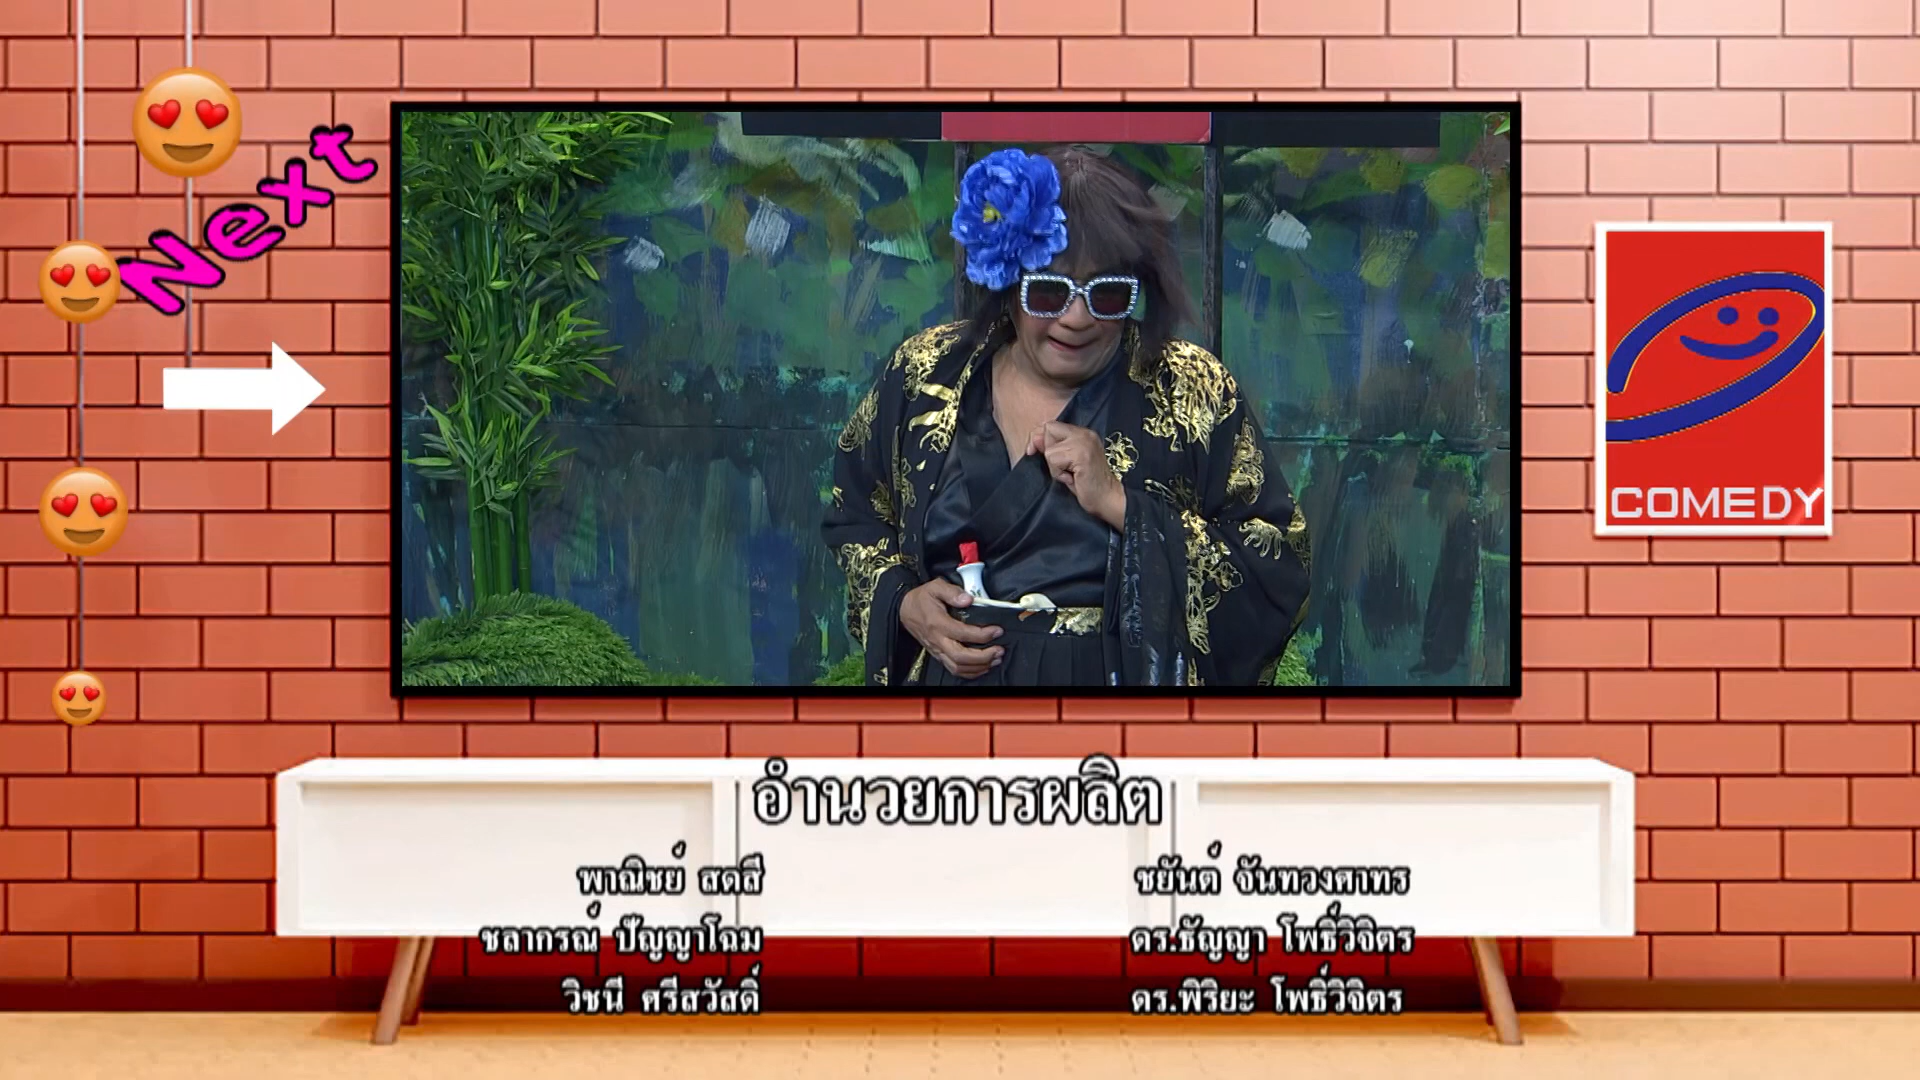 Next
COMEDY
อำนวยการผลิต
พาณิชย์ สดสี
ชยันต์ จันทวงศาทร
ชลากรณ์ ปัญญาโฉม
ดร.ธัญญา โพธิ์วิจิตร
วิชนี ศรีสวัสดิ์
ดร.พิริยะ โพธิ์วิจิตร